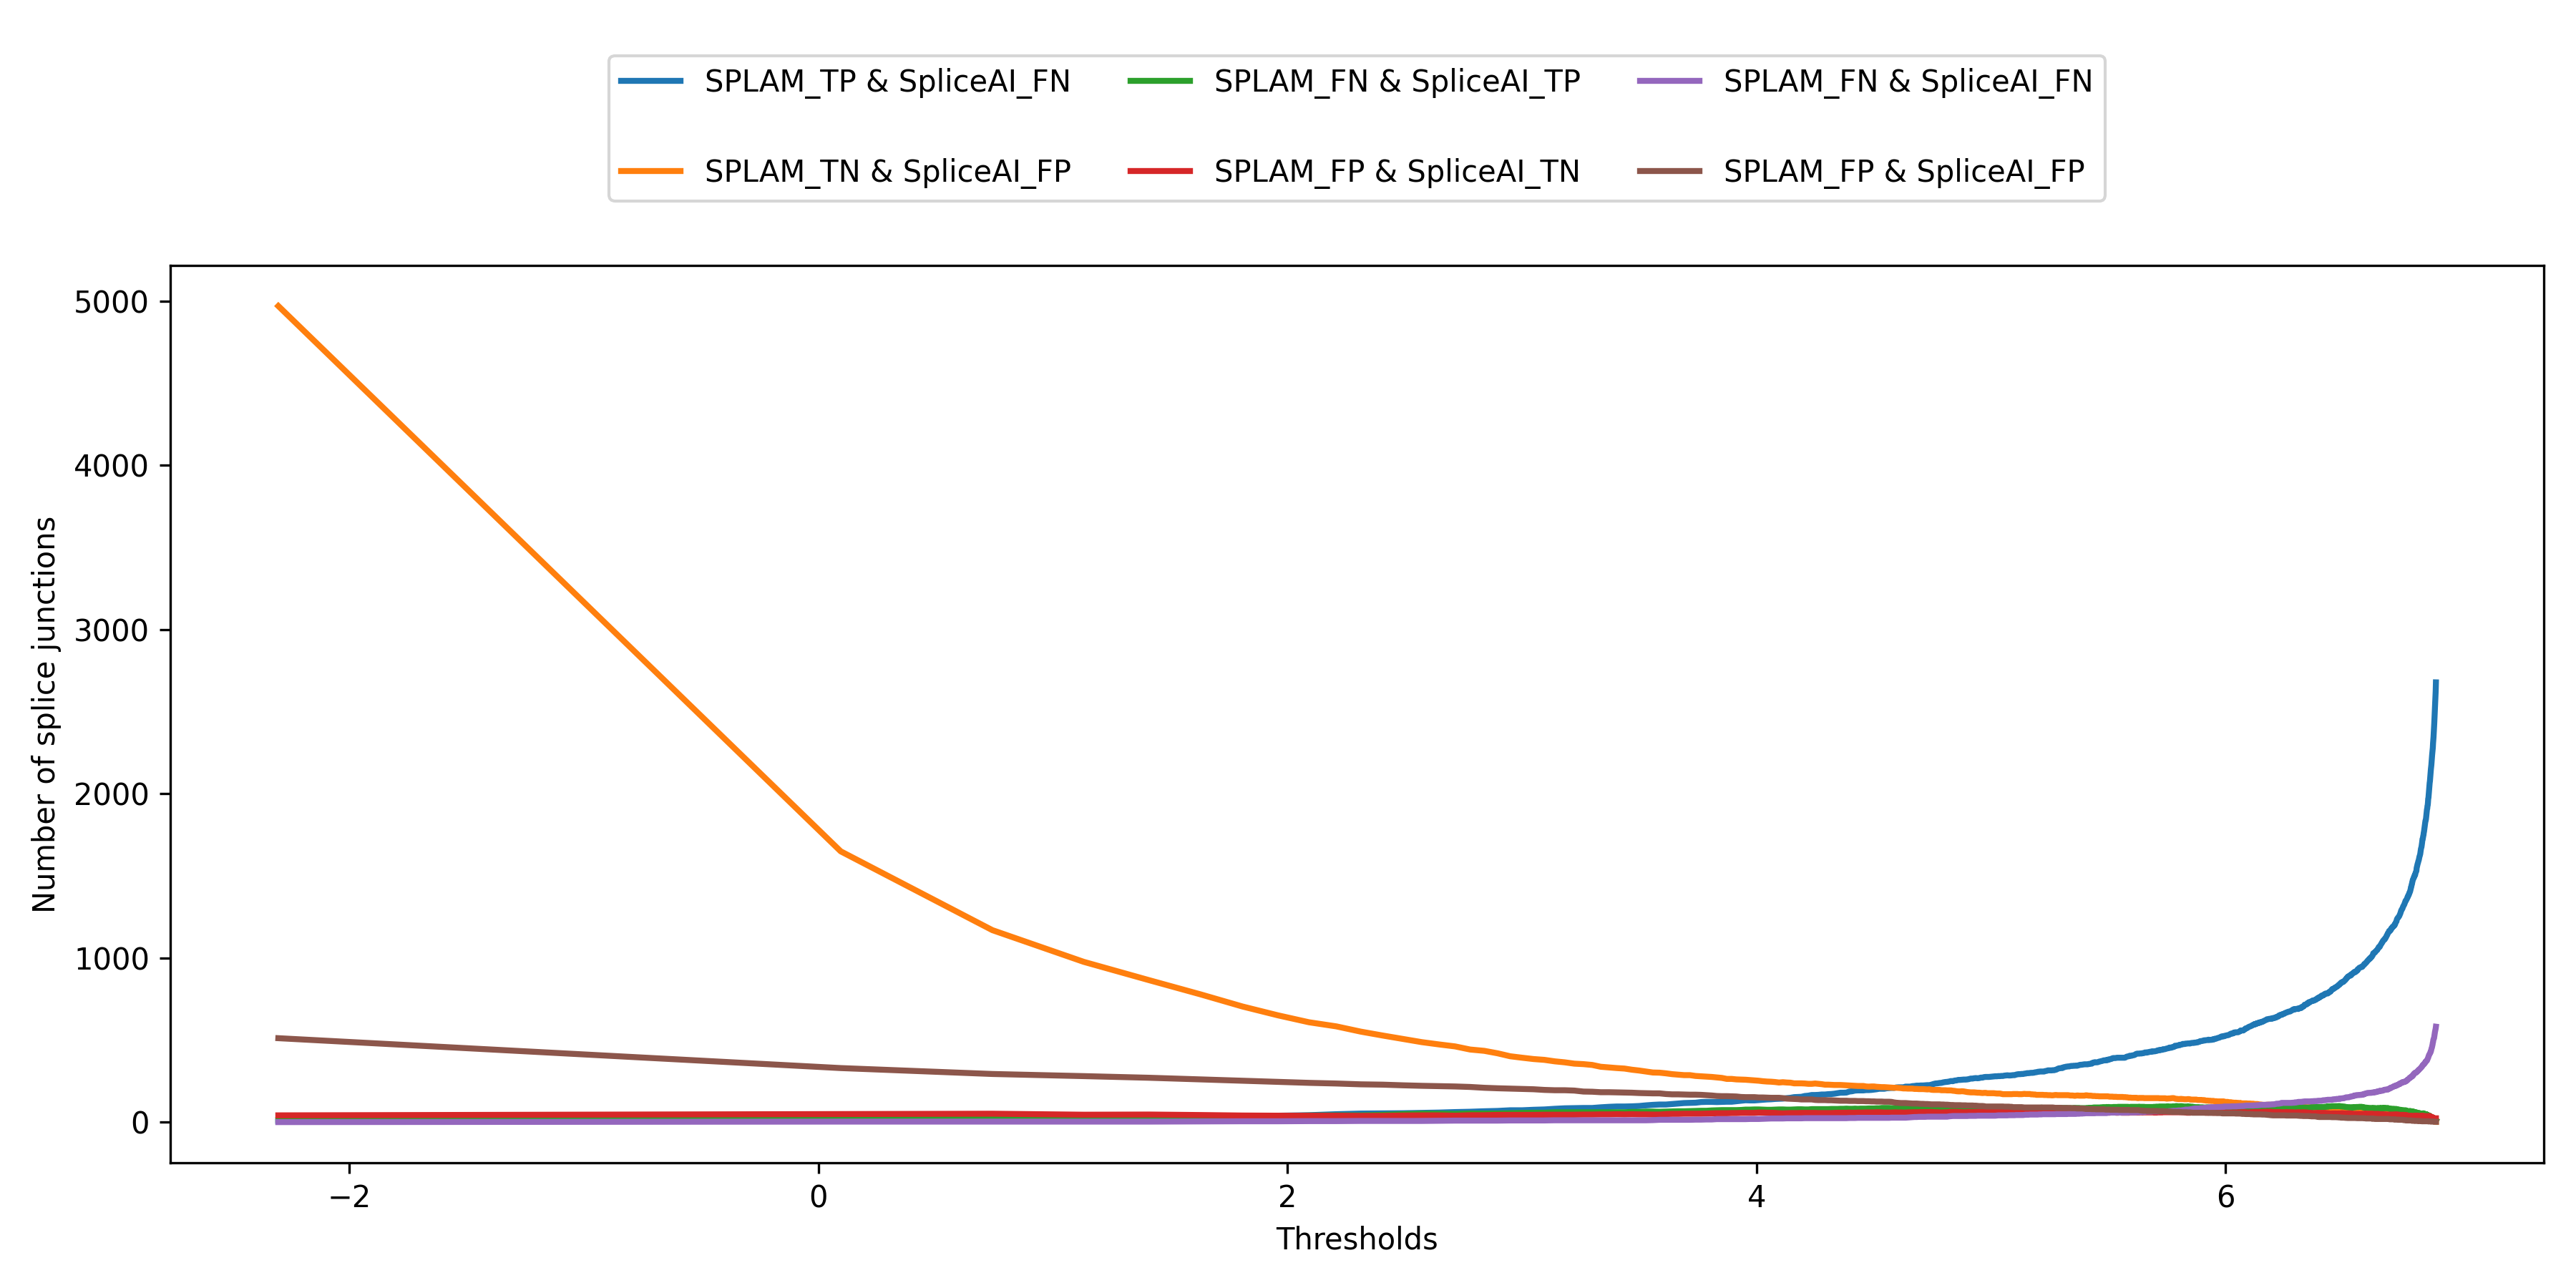 SPLAM_TP & SpliceAI_FN SPLAM_FN & SpliceAI_TP SPLAM_FN & SpliceAI_FN
SPLAM_TN & SpliceAI_FP SPLAM_FP & SpliceAI_TN SPLAM_FP & SpliceAI_FP
5000
4000
3000
2000
1000
0
Number of splice junctions
−2 0 2 4 6
Thresholds